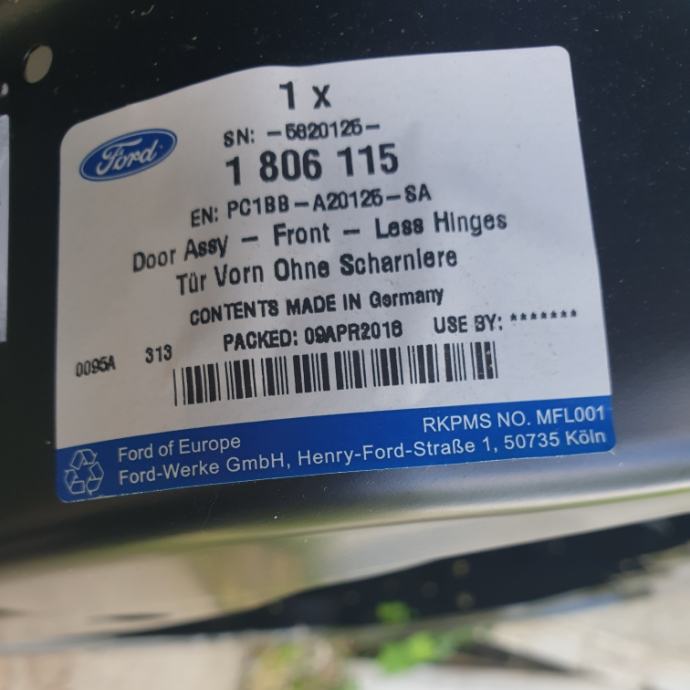 1 x
Ford
SN: -5820125-
1 806 115
EN: PC1BB-A20125-SA
Door Assy - Front - Less Hinges
Tür Vorn Ohne Scharniere
CONTENTS MADE IN Germany
PACKED: 09APR2018 USE BY: *******
0095A 313
RKPMS NO. MFL001
Ford of Europe
Ford-Werke GmbH, Henry-Ford-Straße 1, 50735 Köln